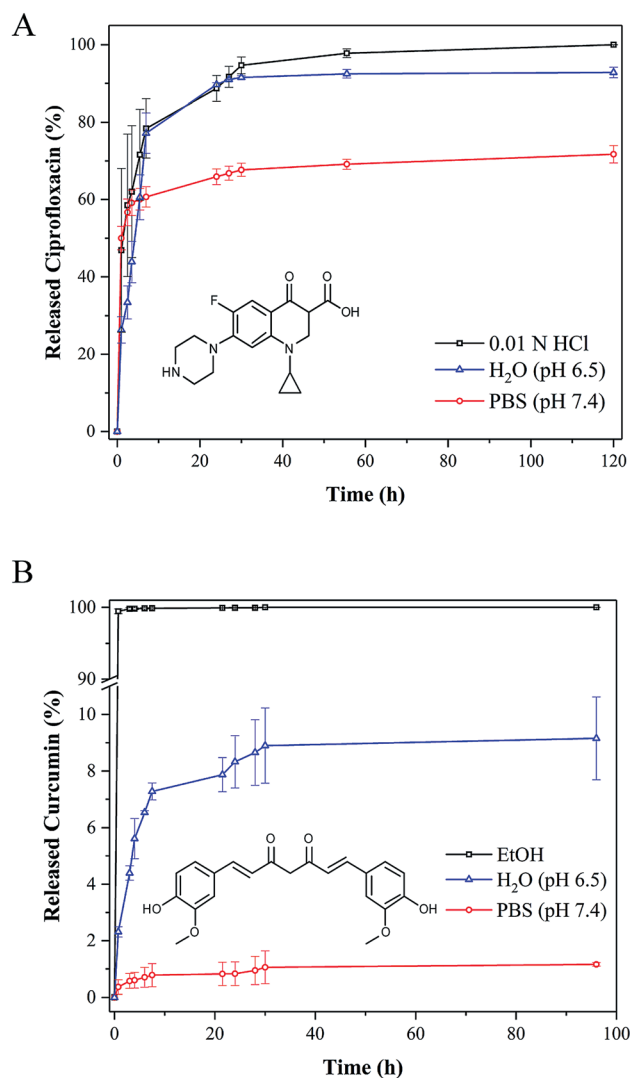 A
100
80
60
40
20
0
Released Ciprofloxacin (%)
O
O
F
OH
N
N
HN
0.01 N HCl
H₂O (pH 6.5)
PBS (pH 7.4)
0 20 40 60 80 100 120
Time (h)
B
100
90
10
8
6
4
2
0
Released Curcumin (%)
O O
HO
OH
O
O
EtOH
H₂O (pH 6.5)
PBS (pH 7.4)
0 20 40 60 80 100
Time (h)